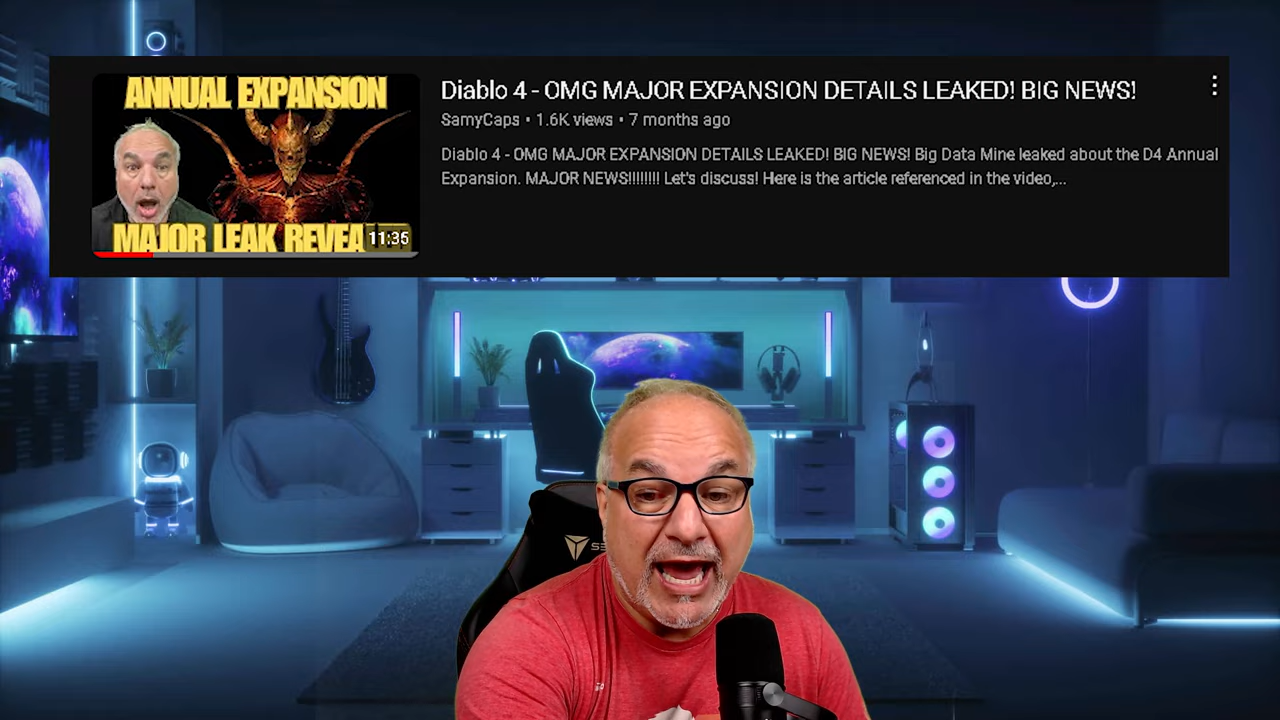 ANNUAL EXPANSION
MAJOR LEAK REVEA
11:35
Diablo 4 - OMG MAJOR EXPANSION DETAILS LEAKED! BIG NEWS!
SamyCaps • 1.6K views • 7 months ago
Diablo 4 - OMG MAJOR EXPANSION DETAILS LEAKED! BIG NEWS! Big Data Mine leaked about the D4 Annual
Expansion. MAJOR NEWS!!!!!!!! Let's discuss! Here is the article referenced in the video,...